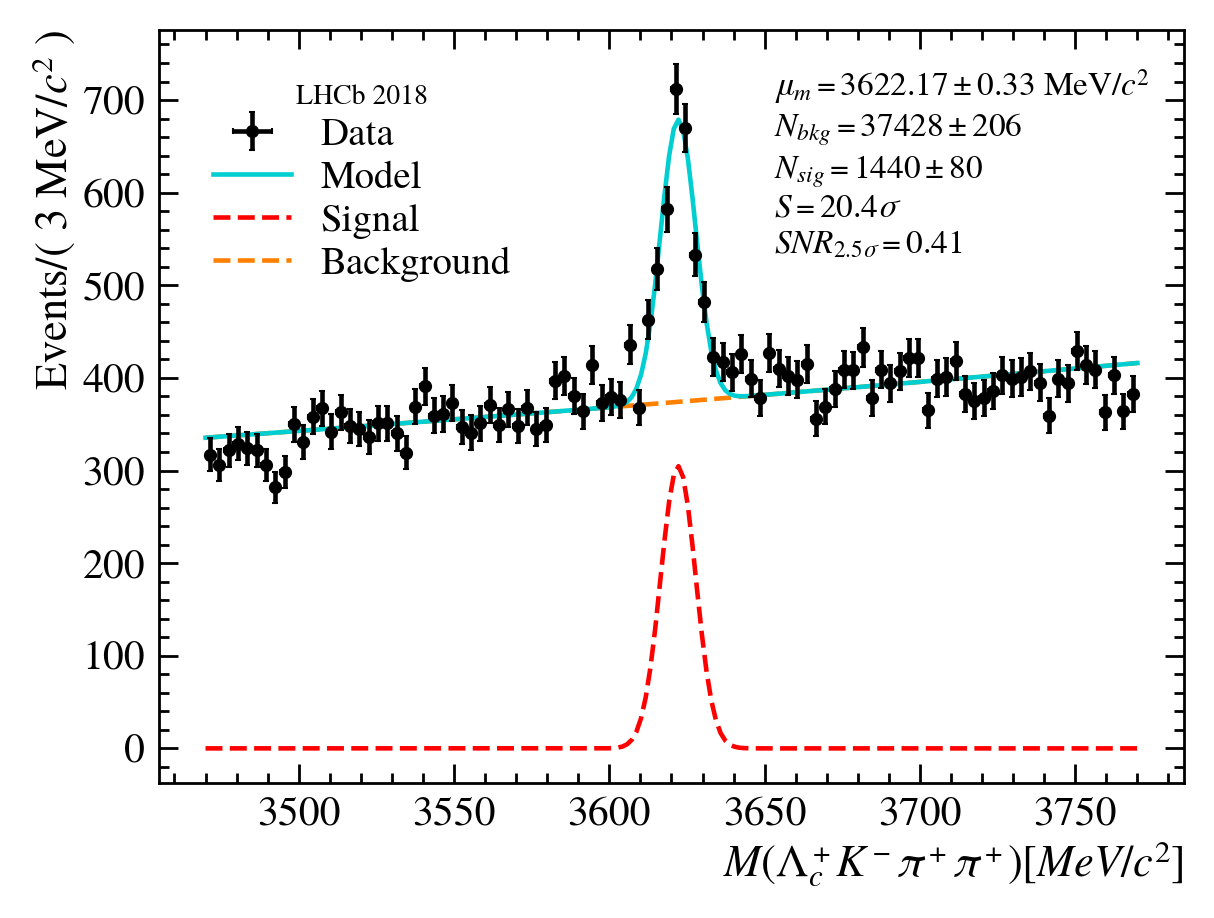 LHCb 2018
Data
Model
Signal
Background
μ_m = 3622.17 ± 0.33 MeV/c²
N_bkg = 37428 ± 206
N_sig = 1440 ± 80
S = 20.4σ
SNR_2.5σ = 0.41
Events/( 3 MeV/c² )
700
600
500
400
300
200
100
0
3500 3550 3600 3650 3700 3750
M(Λ_c⁺K⁻π⁺π⁺)[MeV/c²]